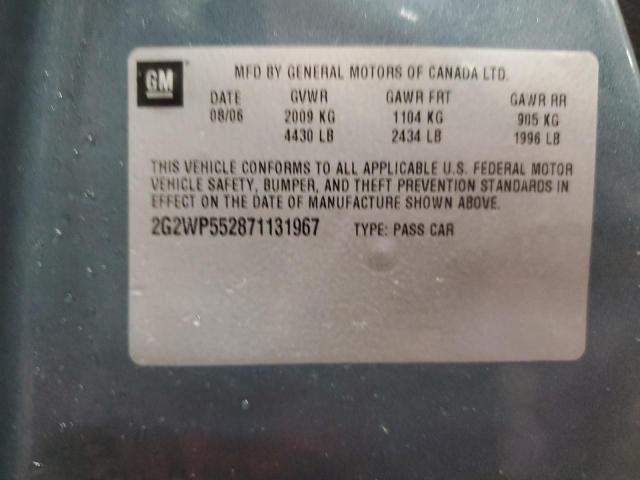 GM
MFD BY GENERAL MOTORS OF CANADA LTD.
DATE GVWR GAWR FRT GAWR RR
08/06 2009 KG 1104 KG 905 KG
4430 LB 2434 LB 1996 LB
THIS VEHICLE CONFORMS TO ALL APPLICABLE U.S. FEDERAL MOTOR
VEHICLE SAFETY, BUMPER, AND THEFT PREVENTION STANDARDS IN
EFFECT ON THE DATE OF MANUFACTURE SHOWN ABOVE.
2G2WP552871131967 TYPE: PASS CAR